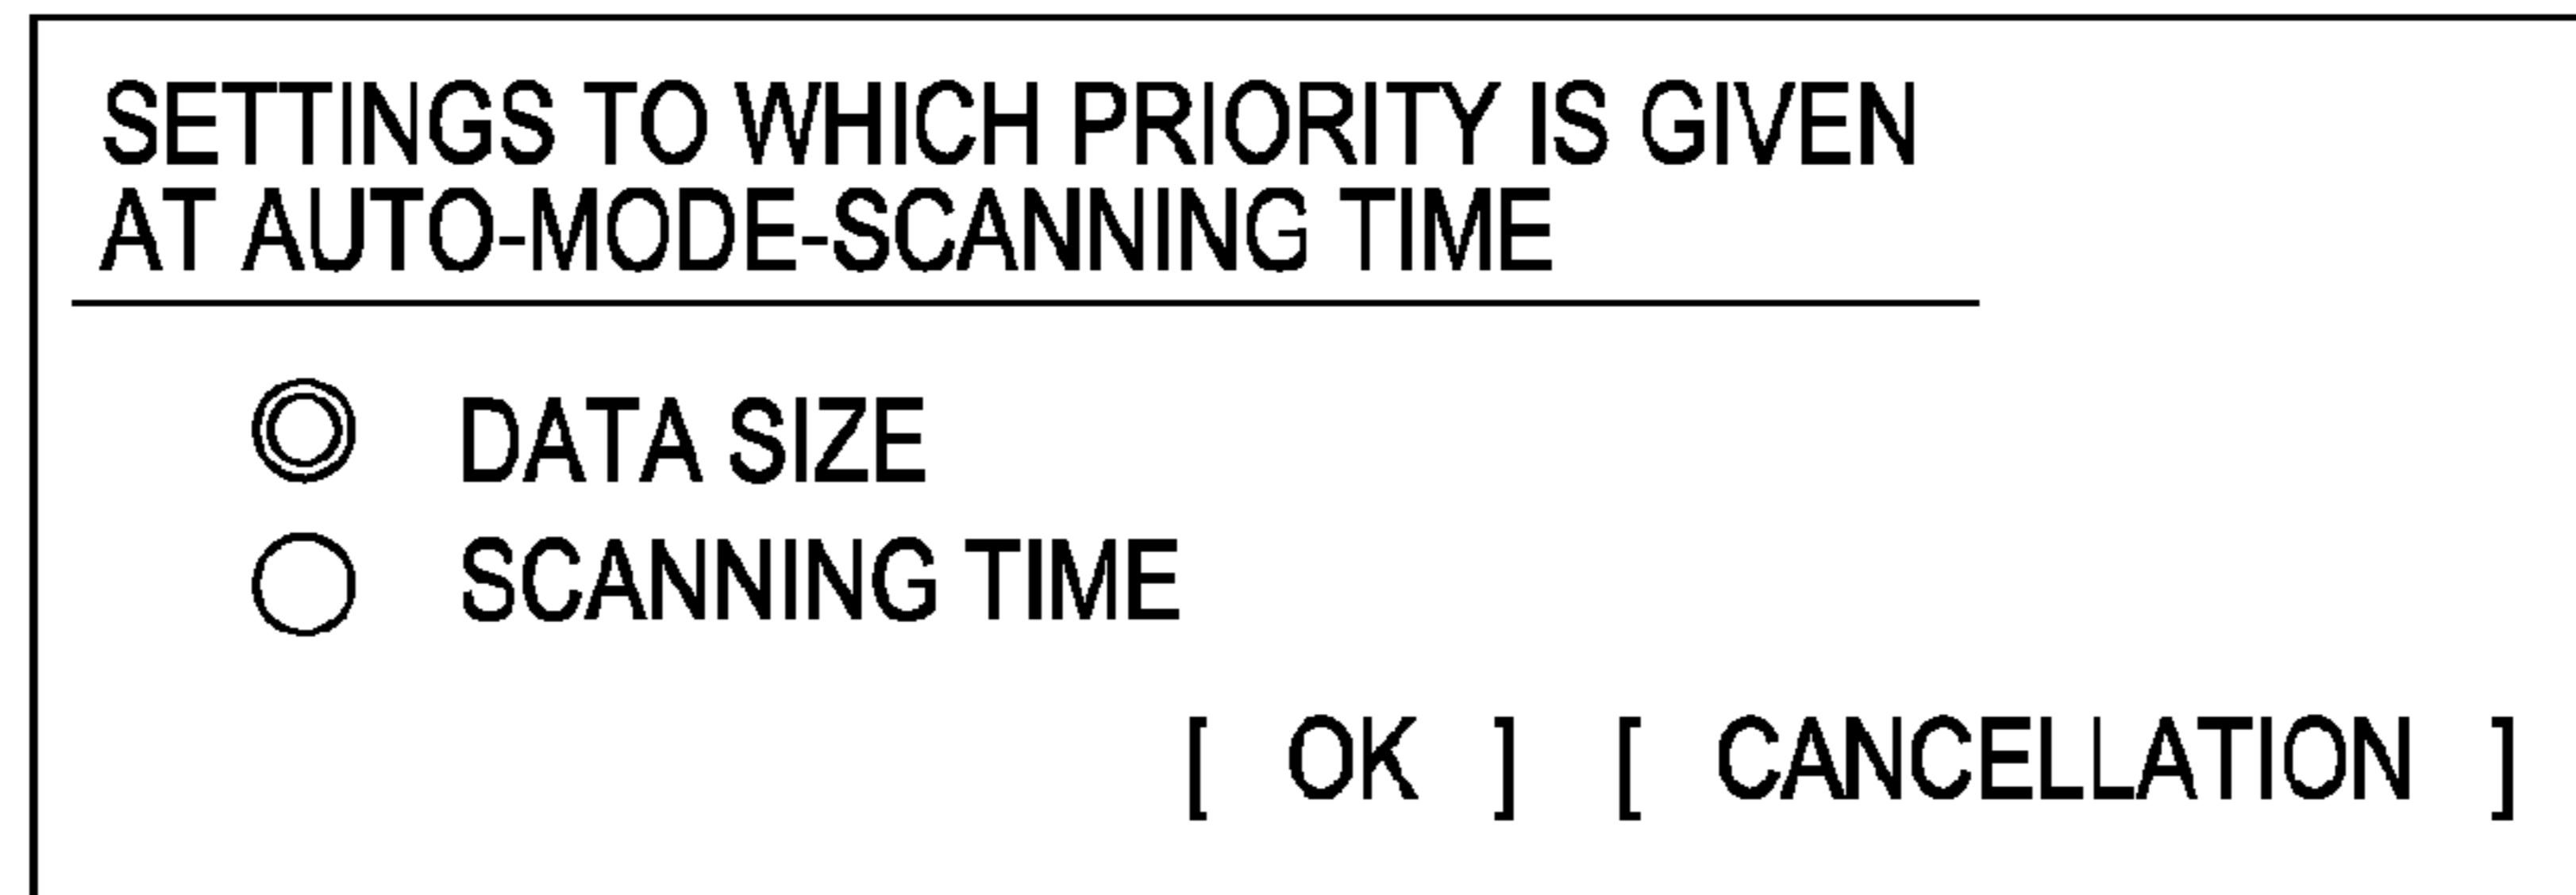 SETTINGS TO WHICH PRIORITY IS GIVEN
AT AUTO-MODE-SCANNING TIME
DATA SIZE
SCANNING TIME
[ OK ] [ CANCELLATION ]